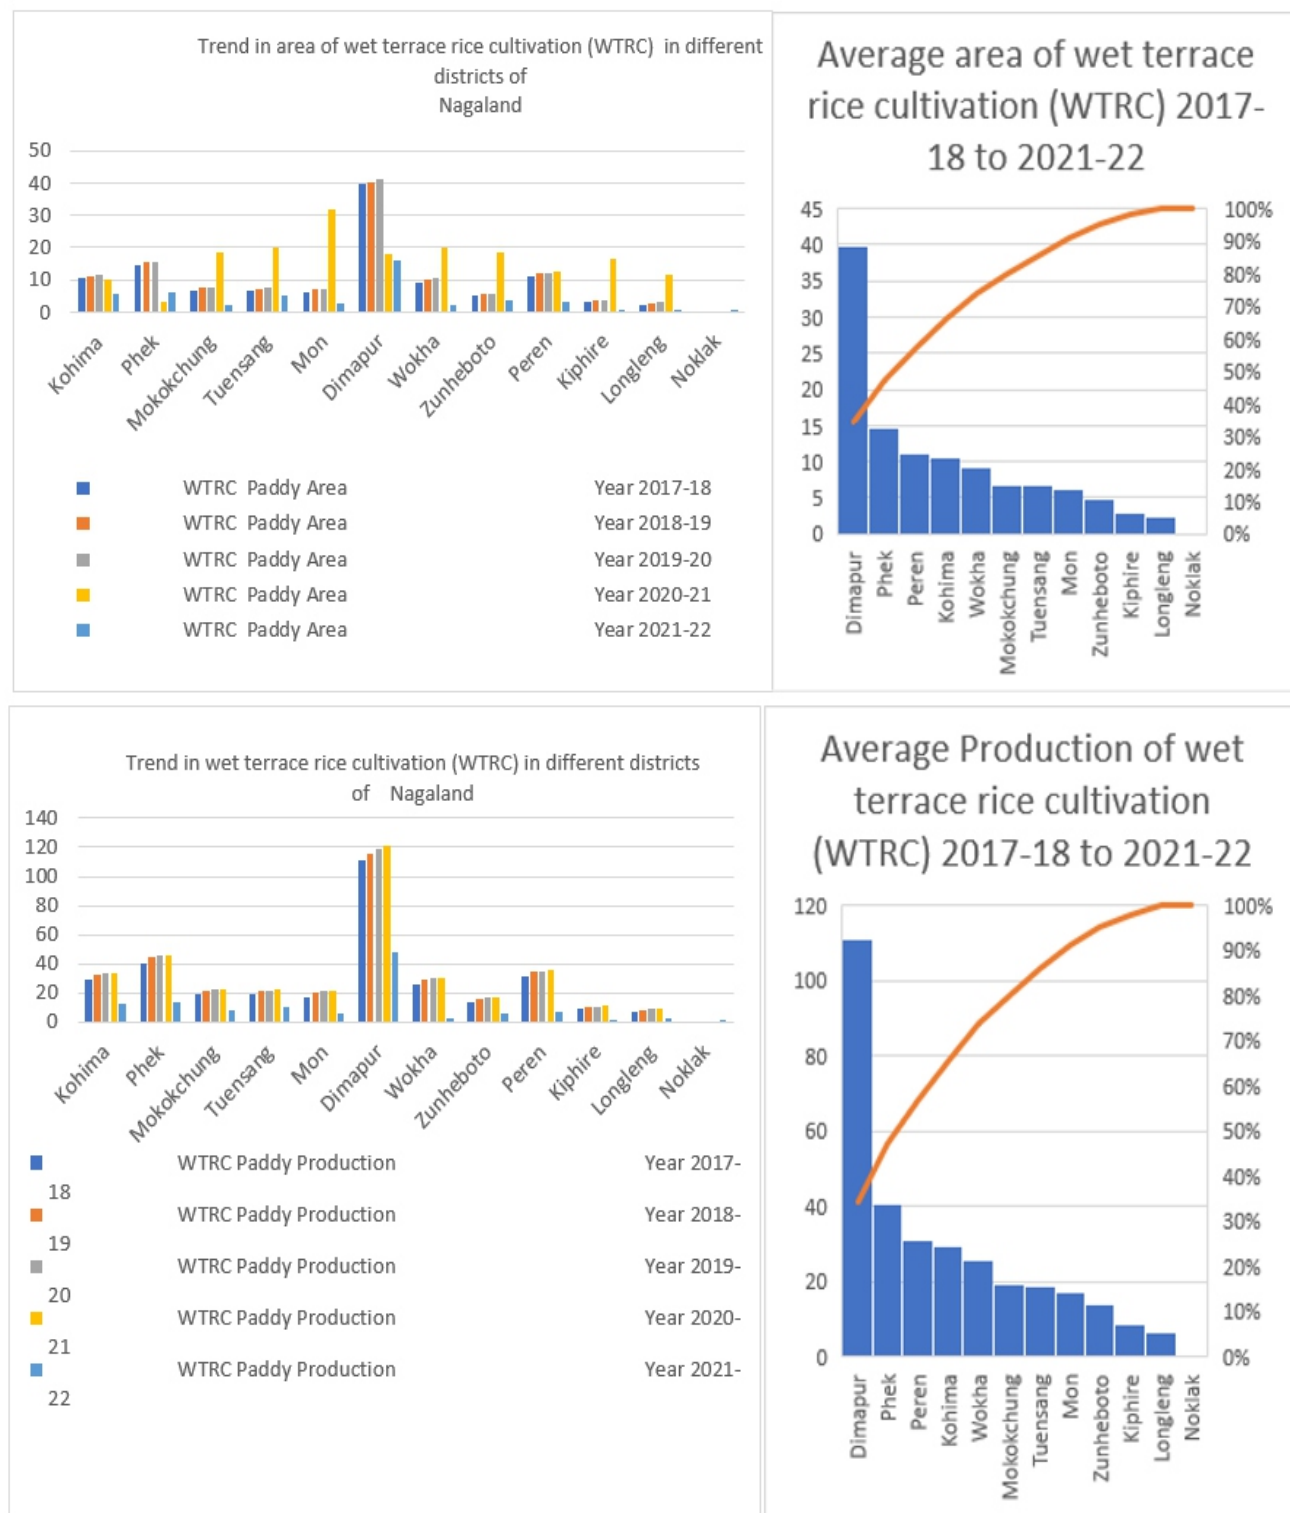 Trend in area of wet terrace rice cultivation (WTRC) in different
districts of
Nagaland
50
40
30
20
10
0
Kohima
Phek
Mokokchung
Tuensang
Mon
Dimapur
Wokha
Zunheboto
Peren
Kiphire
Longleng
Noklak
WTRC Paddy Area Year 2017-18
WTRC Paddy Area Year 2018-19
WTRC Paddy Area Year 2019-20
WTRC Paddy Area Year 2020-21
WTRC Paddy Area Year 2021-22
Average area of wet terrace
rice cultivation (WTRC) 2017-
18 to 2021-22
45 100%
40 90%
35 80%
30 70%
25 60%
20 50%
15 40%
10 30%
5 20%
0 10%
0%
Dimapur
Phek
Peren
Kohima
Wokha
Mokokchung
Tuensang
Mon
Zunheboto
Kiphire
Longleng
Noklak
Trend in wet terrace rice cultivation (WTRC) in different districts
of Nagaland
140
120
100
80
60
40
20
0
Kohima
Phek
Mokokchung
Tuensang
Mon
Dimapur
Wokha
Zunheboto
Peren
Kiphire
Longleng
Noklak
WTRC Paddy Production Year 2017-
18
WTRC Paddy Production Year 2018-
19
WTRC Paddy Production Year 2019-
20
WTRC Paddy Production Year 2020-
21
WTRC Paddy Production Year 2021-
22
Average Production of wet
terrace rice cultivation
(WTRC) 2017-18 to 2021-22
120 100%
90%
100 80%
80 70%
60%
60 50%
40 40%
30%
20 20%
10%
0 0%
Dimapur
Phek
Peren
Kohima
Wokha
Mokokchung
Tuensang
Mon
Zunheboto
Kiphire
Longleng
Noklak